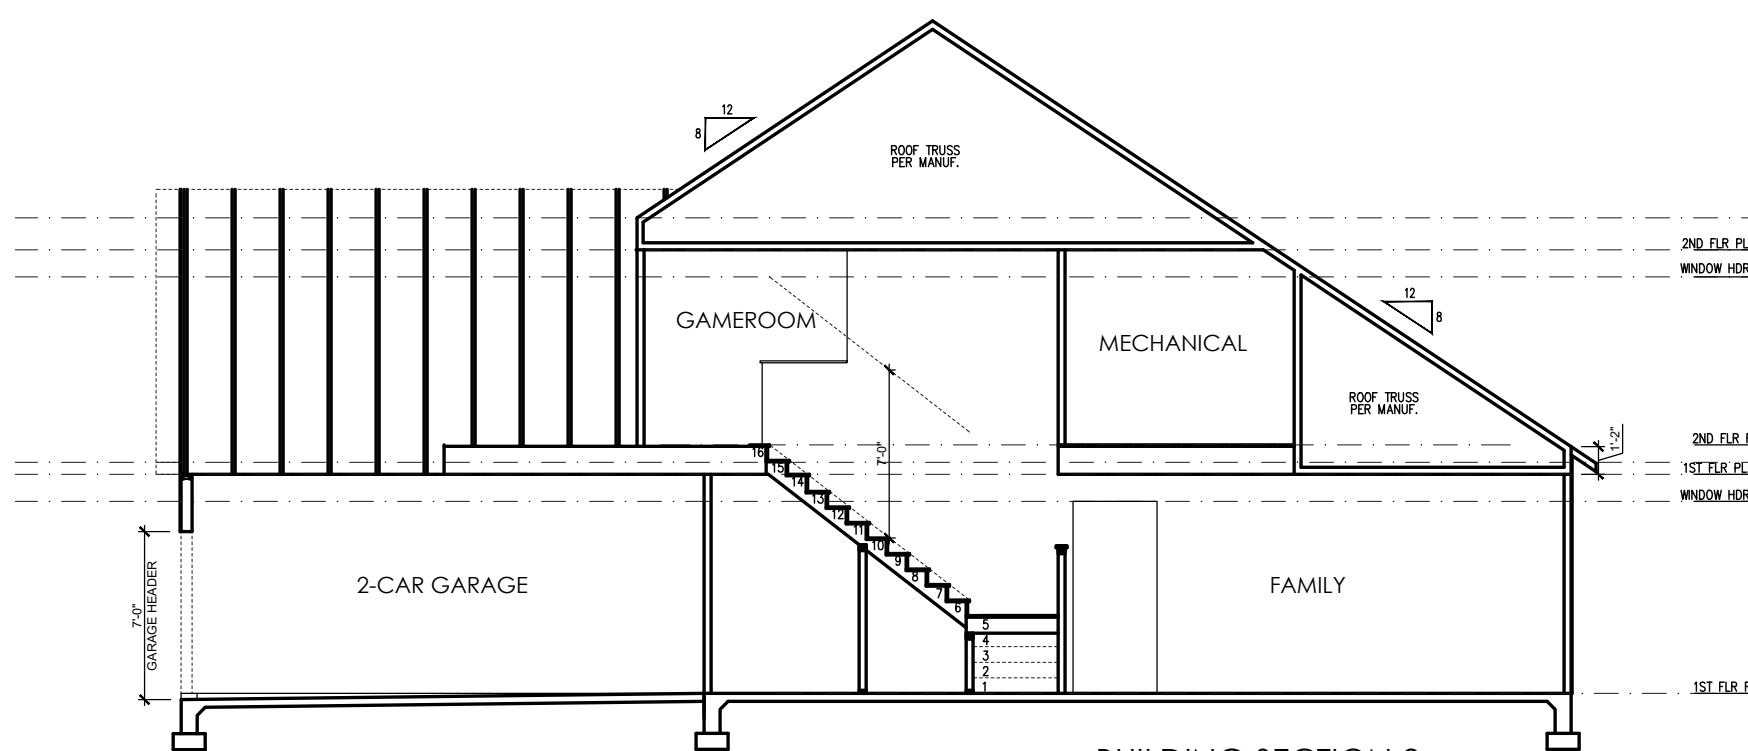 12
8
ROOF TRUSS
PER MANUF.
2ND FLR PL
WINDOW HDR
12
8
GAMEROOM
MECHANICAL
ROOF TRUSS
PER MANUF.
7'-0"
1'-2"
2ND FLR
1ST FLR PL
WINDOW HDR
16
15
14
13
12
11
10
9
8
7
6
5
4
3
2
1
7'-0"
GARAGE HEADER
2-CAR GARAGE
FAMILY
1ST FLR
BUILDING SECTION